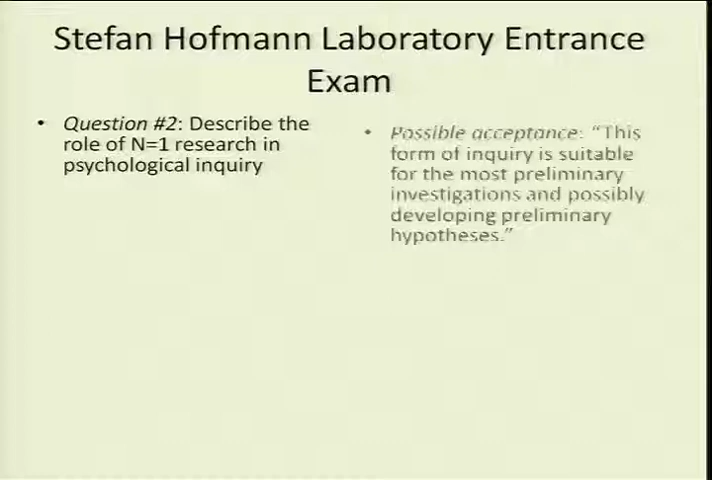 Stefan Hofmann Laboratory Entrance
Exam
• Question #2: Describe the
role of N=1 research in
psychological inquiry
• Possible acceptance: “This
form of inquiry is suitable
for the most preliminary
investigations and possibly
developing preliminary
hypotheses.”